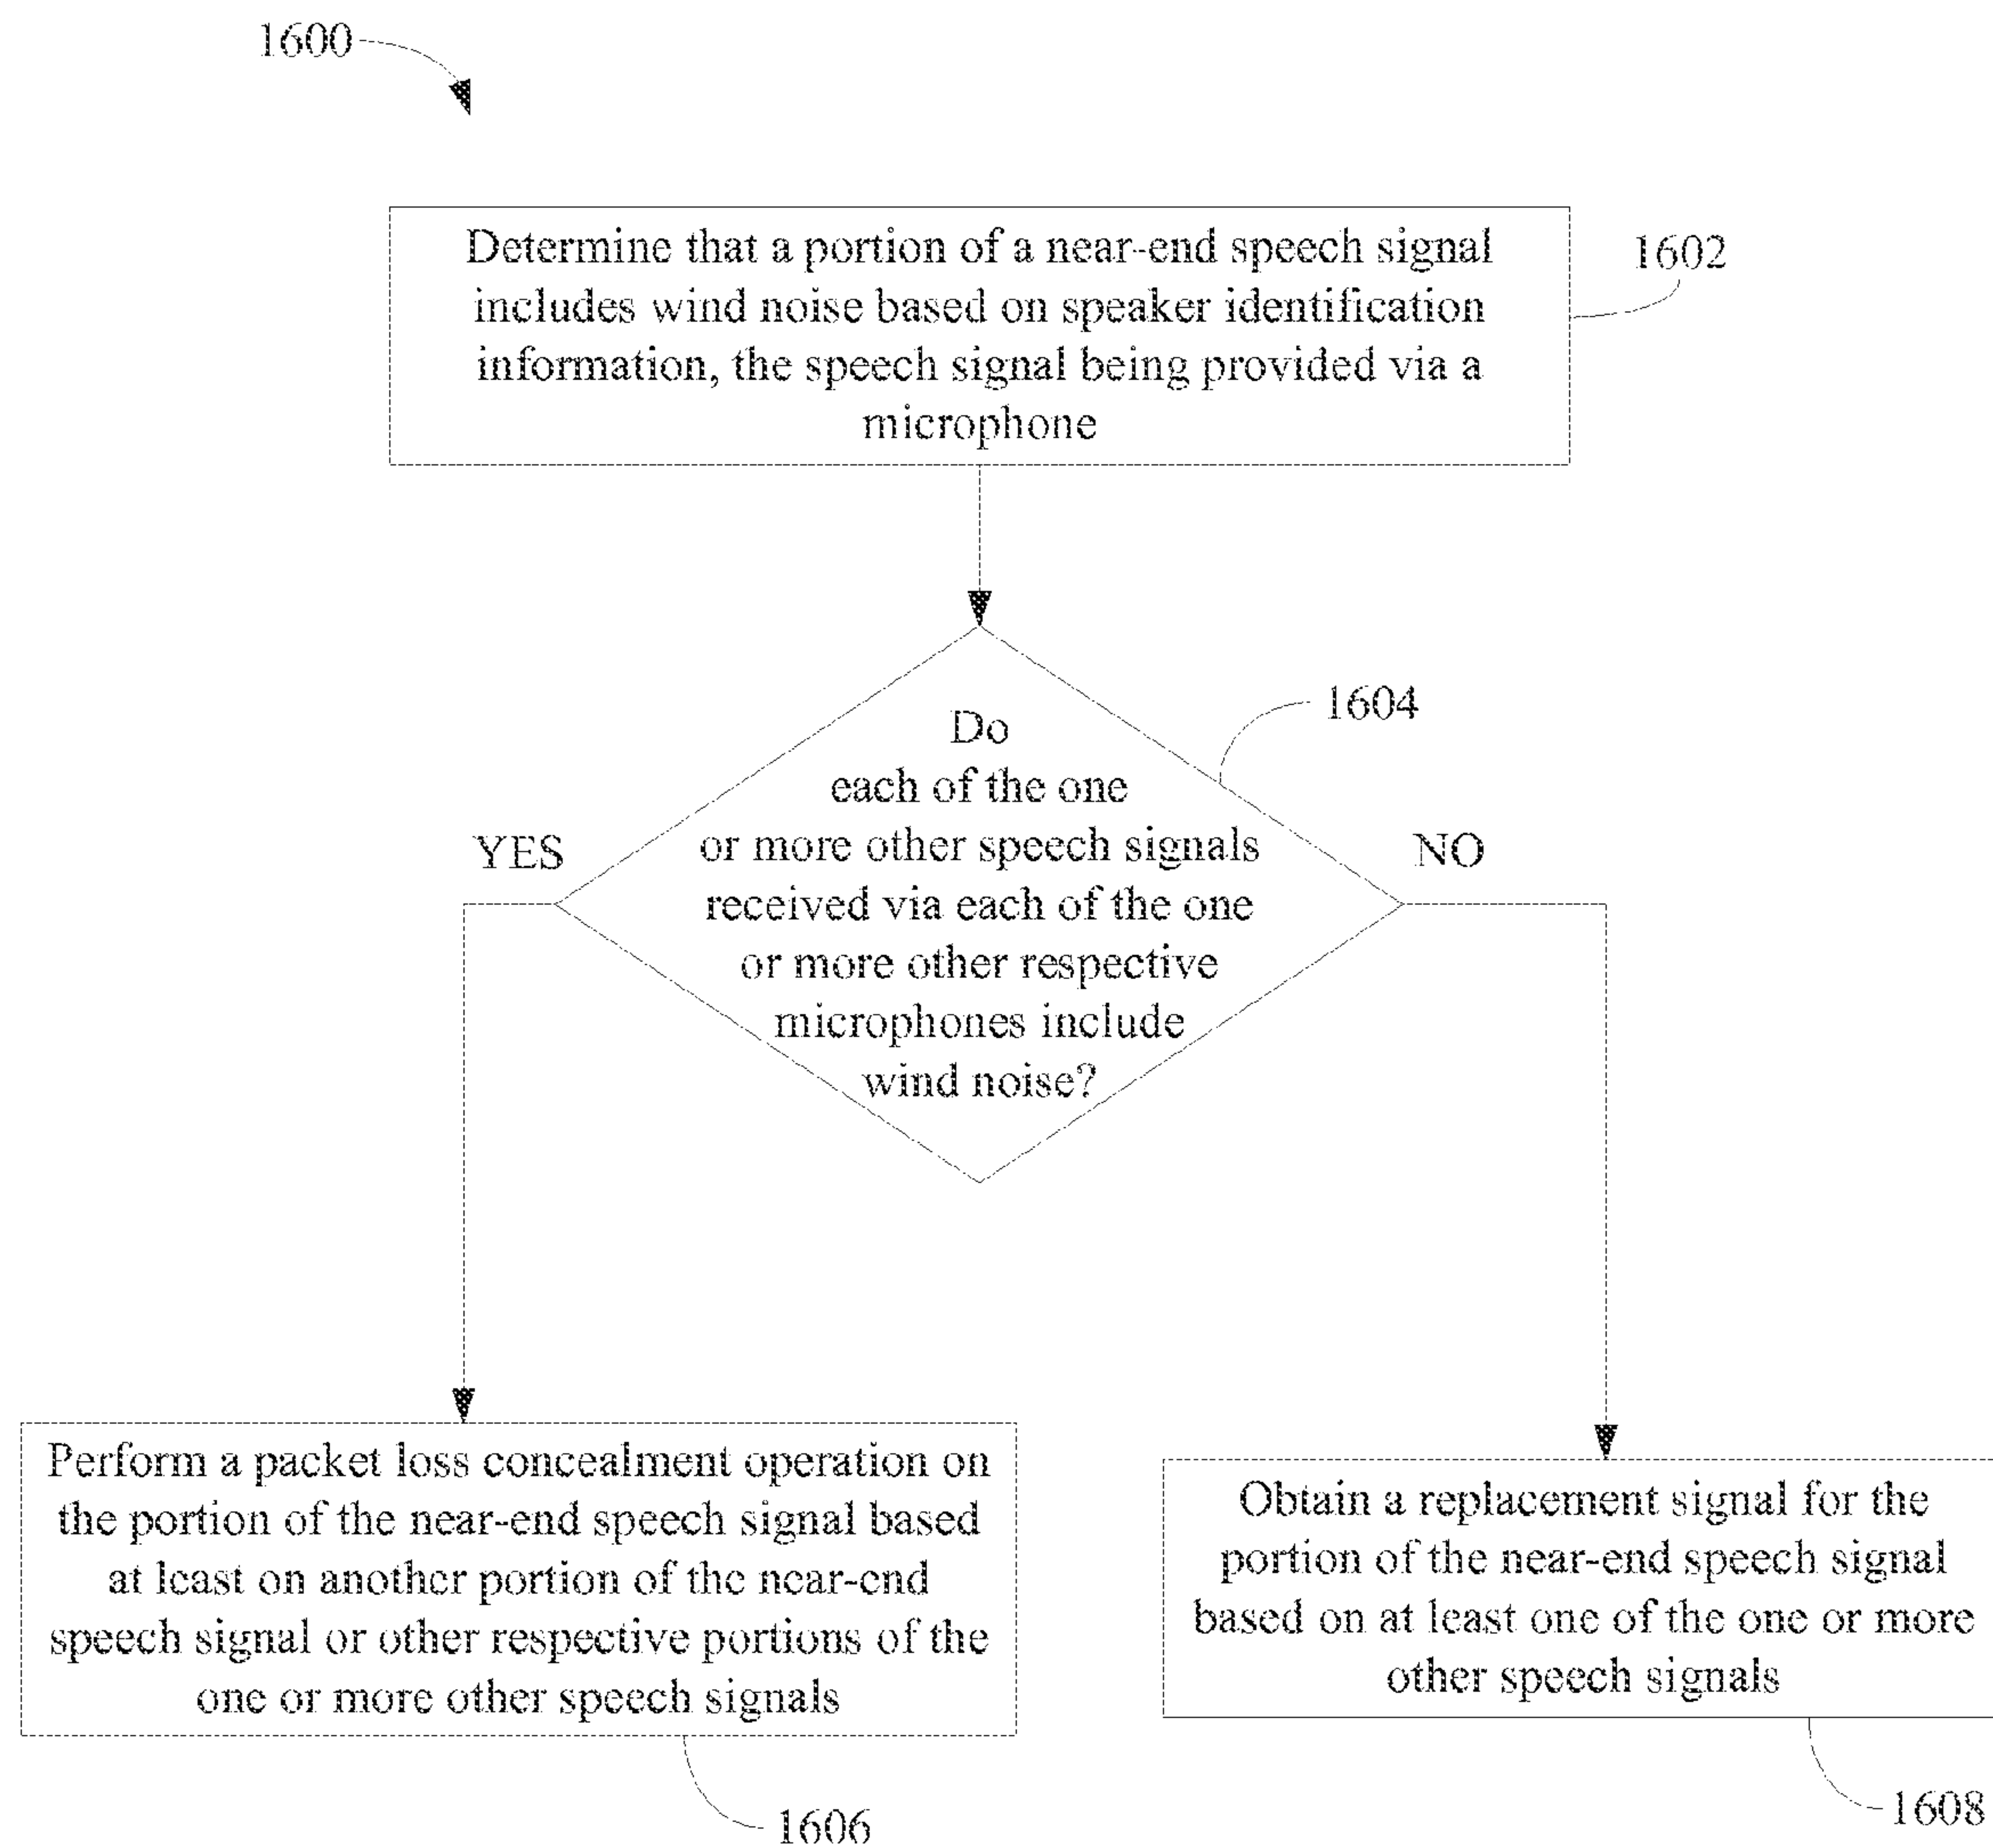 1600
Determine that a portion of a near-end speech signal
includes wind noise based on speaker identification
information, the speech signal being provided via a
microphone
1602
Do
each of the one
or more other speech signals
received via each of the one
or more other respective
microphones include
wind noise?
1604
YES
NO
Perform a packet loss concealment operation on
the portion of the near-end speech signal based
at least on another portion of the near-end
speech signal or other respective portions of the
one or more other speech signals
1606
Obtain a replacement signal for the
portion of the near-end speech signal
based on at least one of the one or more
other speech signals
1608